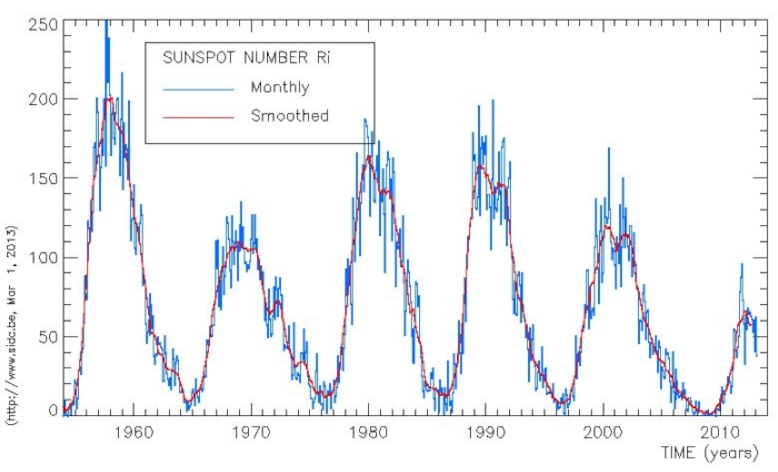 250
200
150
100
50
0
SUNSPOT NUMBER Ri
Monthly
Smoothed
(http://www.sidc.be, Mar 1, 2013)
1960
1970
1980
1990
2000
2010
TIME (years)